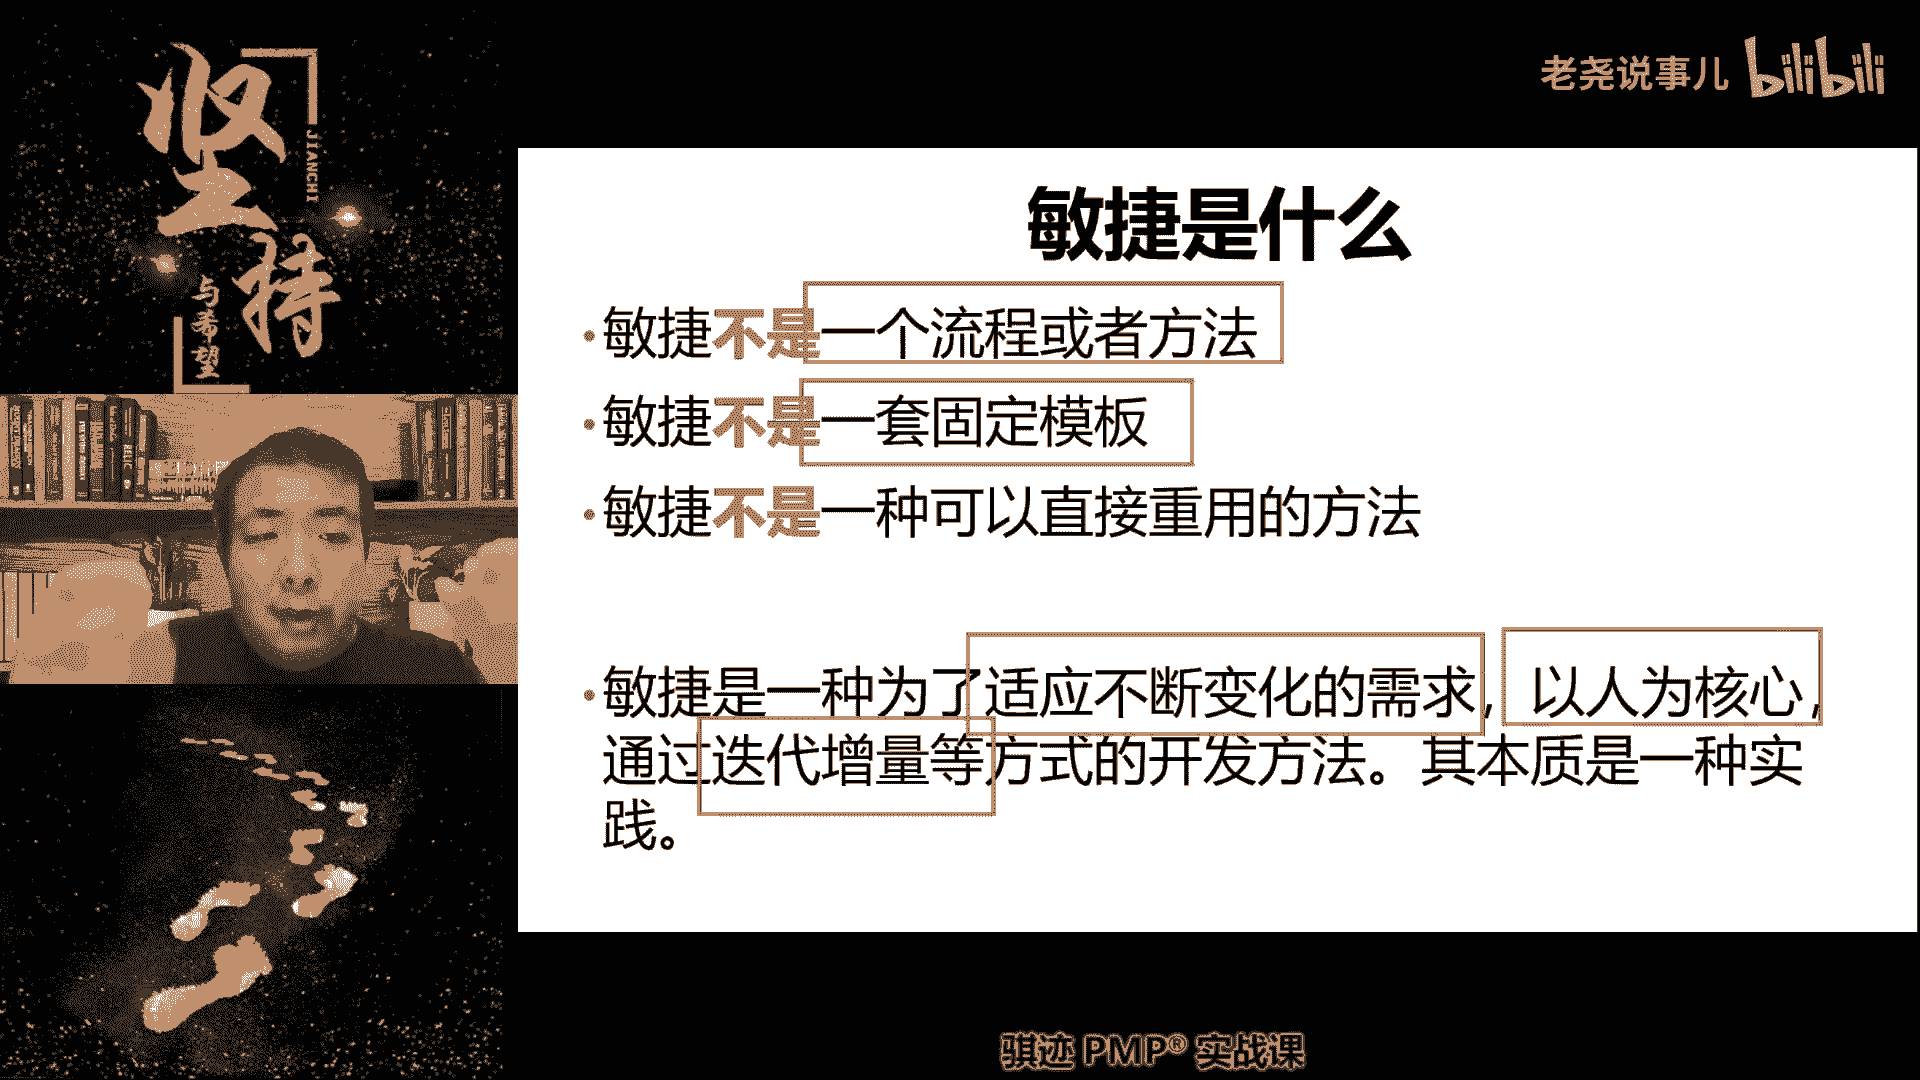 坚持
JIANCHI
与希望
老尧说事儿 bilibili
敏捷是什么
•敏捷不是一个流程或者方法
•敏捷不是一套固定模板
•敏捷不是一种可以直接重用的方法
•敏捷是一种为了适应不断变化的需求，以人为核心，
通过迭代增量等方式的开发方法。其本质是一种实
践。
骐迹 PMP® 实战课